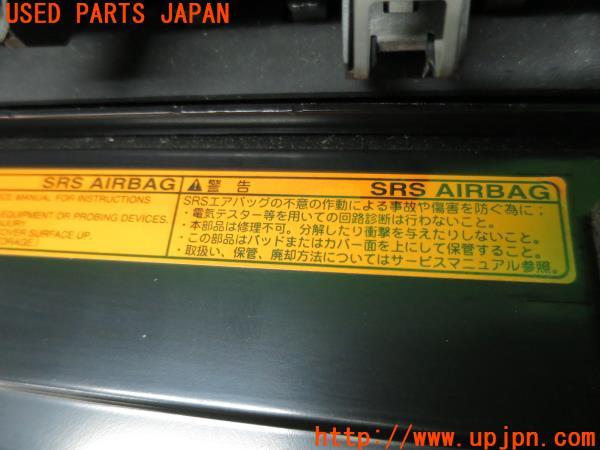 USED PARTS JAPAN
SRS AIRBAG
MANUAL FOR INSTRUCTIONS
EQUIPMENT OR PROBING DEVICES.
COVER SURFACE UP.
警告 SRS AIRBAG
SRSエアバッグの不意の作動による事故や傷害を防ぐ為に;
・電気テスター等を用いての回路診断は行わないこと。
・本部品は修理不可。分解したり衝撃を与えたりしないこと。
・この部品はパッドまたはカバー面を上にして保管すること。
・取扱い、保管、廃却方法についてはサービスマニュアル参照。
www.upjpn.com